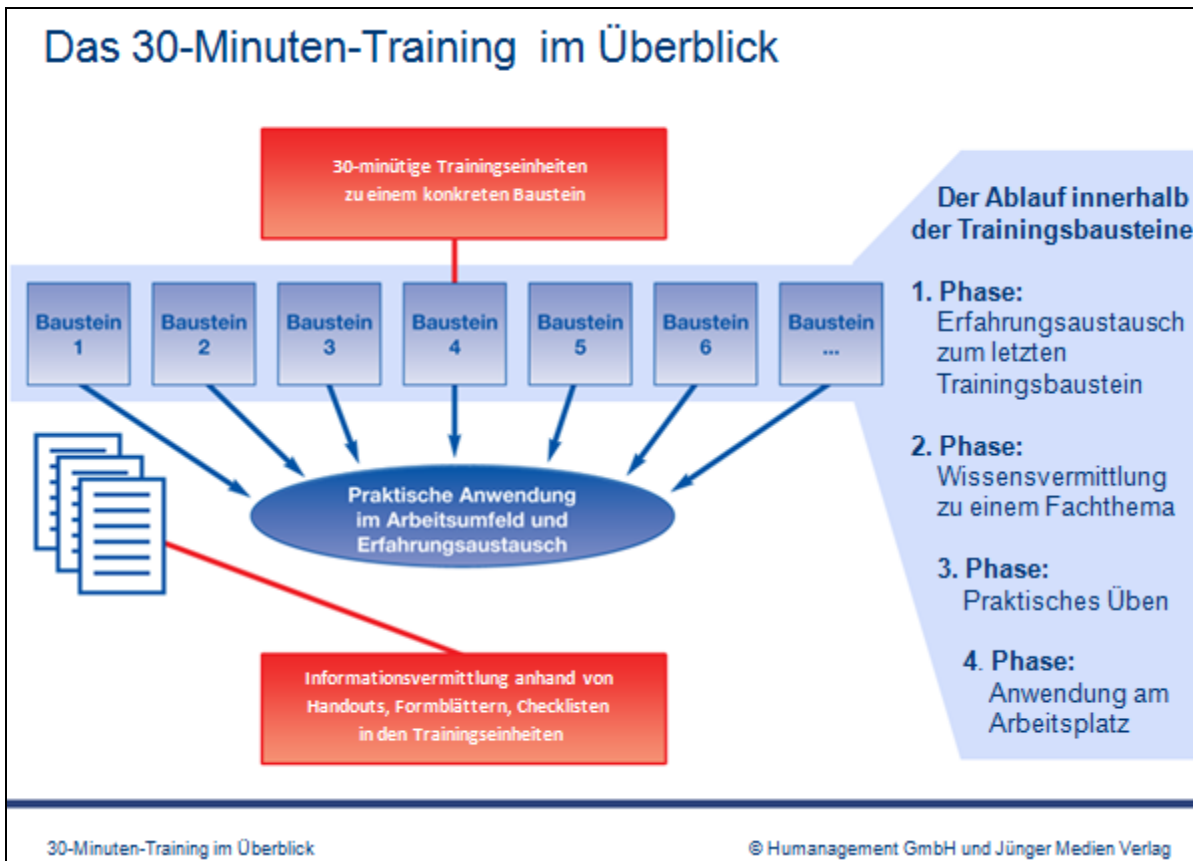 Das 30-Minuten-Training im Überblick
30-minütige Trainingseinheiten
zu einem konkreten Baustein
Baustein
1
Baustein
2
Baustein
3
Baustein
4
Baustein
5
Baustein
6
Baustein
...
Praktische Anwendung
im Arbeitsumfeld und
Erfahrungsaustausch
Informationsvermittlung anhand von
Handouts, Formblättern, Checklisten
in den Trainingseinheiten
Der Ablauf innerhalb
der Trainingsbausteine
1. Phase:
Erfahrungsaustausch
zum letzten
Trainingsbaustein
2. Phase:
Wissensvermittlung
zu einem Fachthema
3. Phase:
Praktisches Üben
4. Phase:
Anwendung am
Arbeitsplatz
30-Minuten-Training im Überblick
© Humanagement GmbH und Jünger Medien Verlag